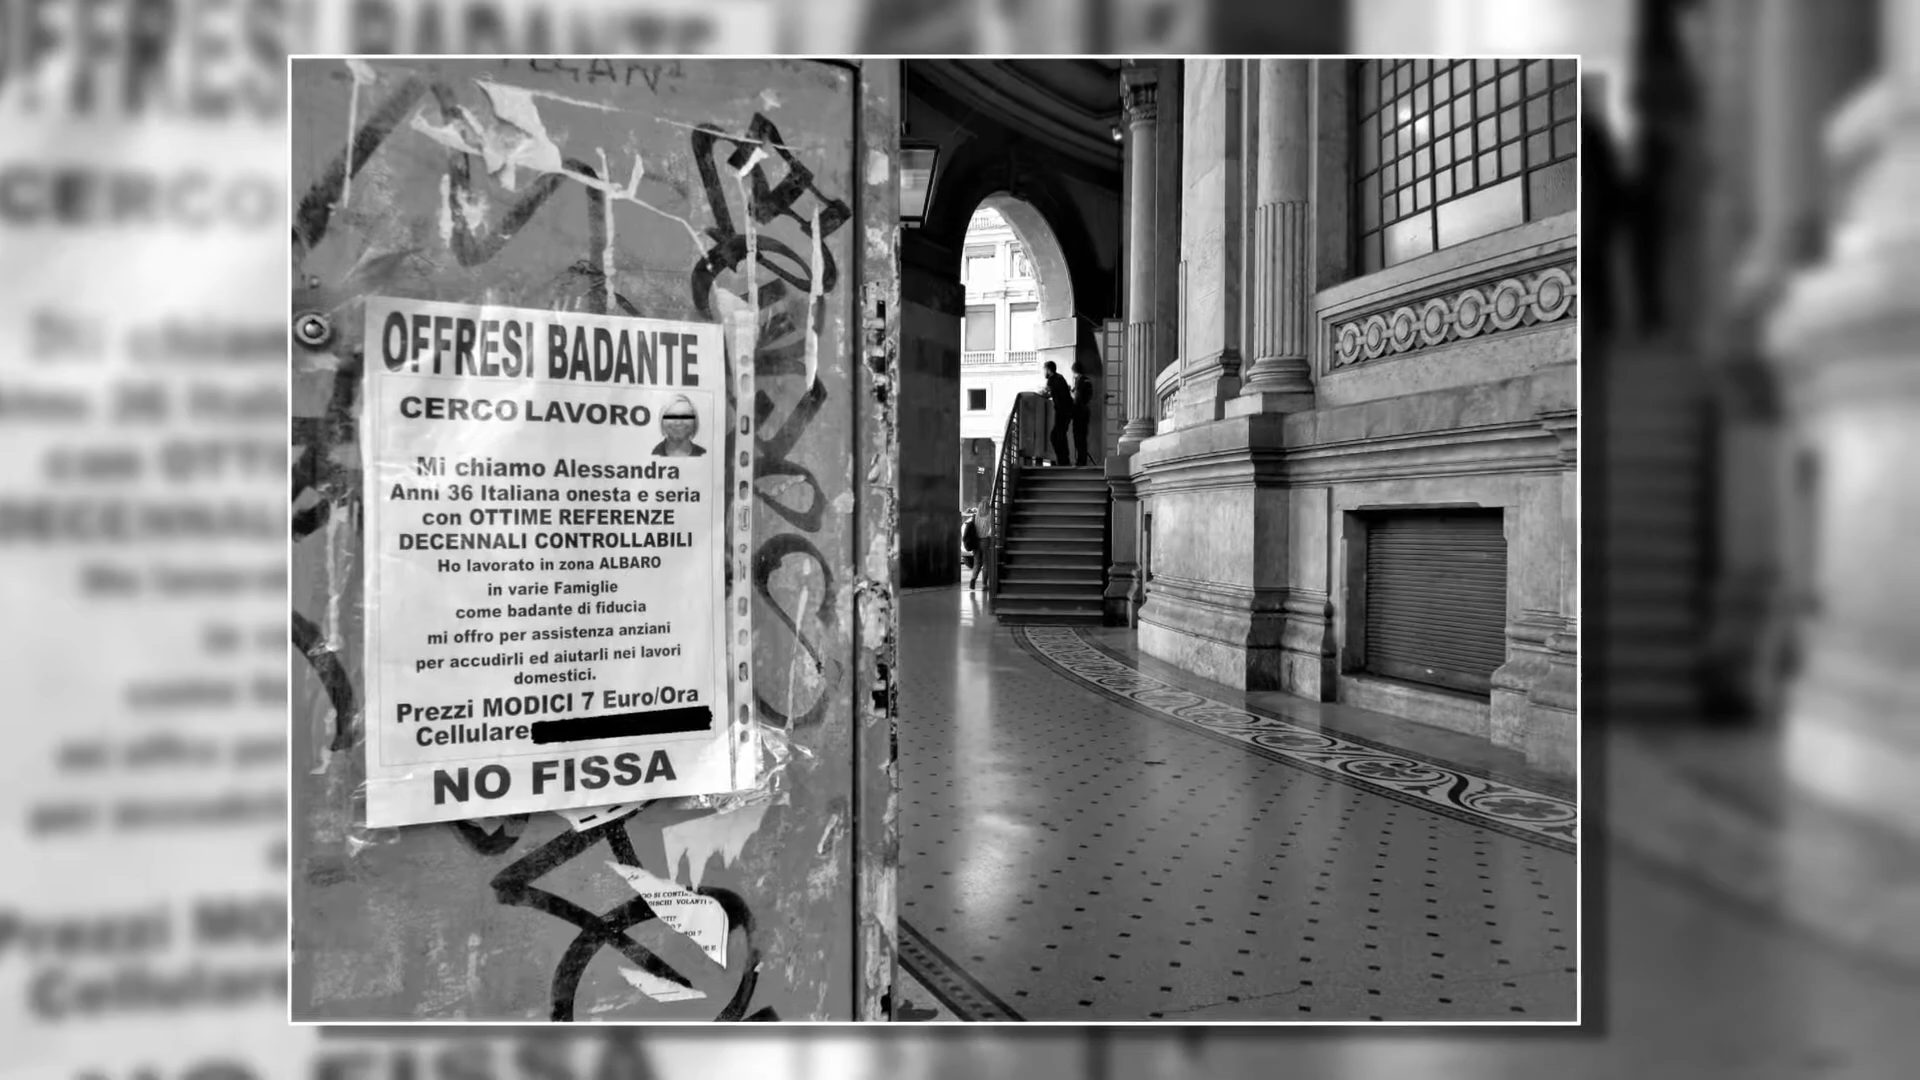 OFFRESI BADANTE
CERCO LAVORO
Mi chiamo Alessandra
Anni 36 Italiana onesta e seria
con OTTIME REFERENZE
DECENNALI CONTROLLABILI
Ho lavorato in zona ALBARO
in varie Famiglie
come badante di fiducia
mi offro per assistenza anziani
per accudirli ed aiutarli nei lavori
domestici.
Prezzi MODICI 7 Euro/Ora
Cellulare
NO FISSA
VOLANTI